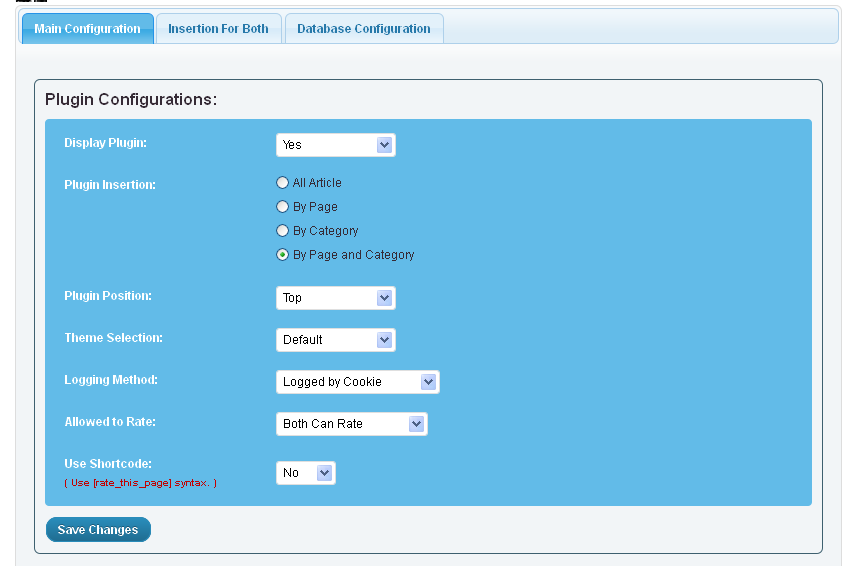 Main Configuration
Insertion For Both
Database Configuration
Plugin Configurations:
Display Plugin:
Yes
Plugin Insertion:
All Article
By Page
By Category
By Page and Category
Plugin Position:
Top
Theme Selection:
Default
Logging Method:
Logged by Cookie
Allowed to Rate:
Both Can Rate
Use Shortcode:
( Use [rate_this_page] syntax. )
No
Save Changes